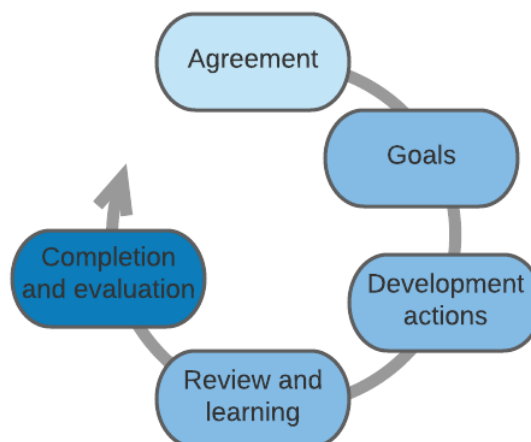 Agreement
Goals
Development
actions
Review and
learning
Completion
and evaluation